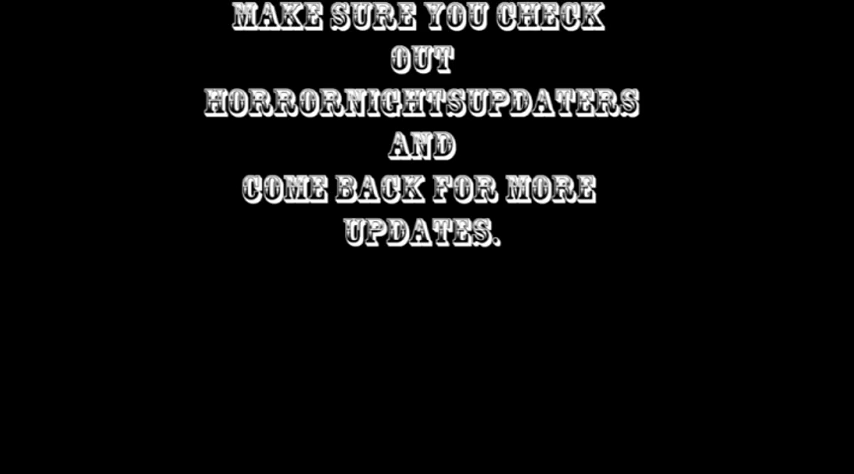 MAKE SURE YOU CHECK
OUT
HORRORNIGHTSUPDATERS
AND
COME BACK FOR MORE
UPDATES.